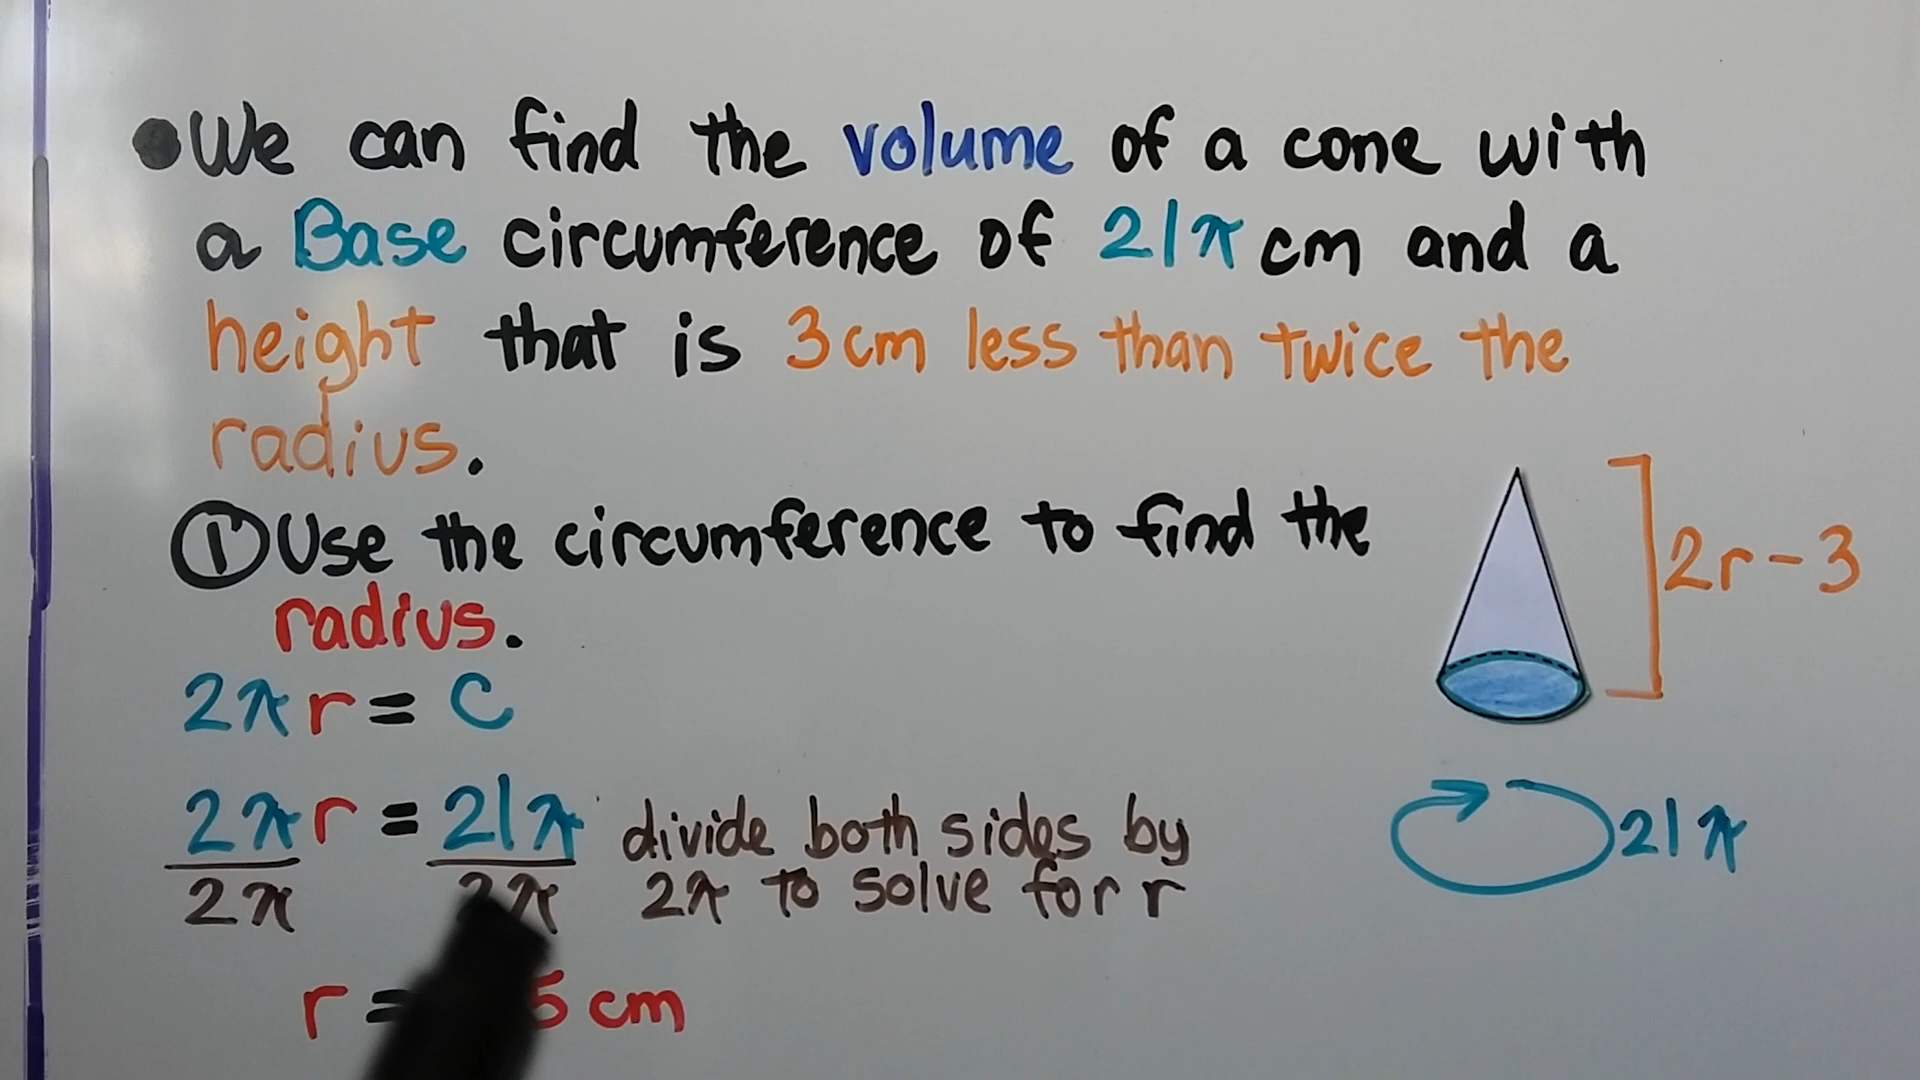 We can find the volume of a cone with
a Base circumference of 21π cm and a
height that is 3cm less than twice the
radius.
① Use the circumference to find the
radius.
2πr = C
2πr = 21π divide both sides by
2π 2π 2π to solve for r
r = 5 cm
2r - 3
21π